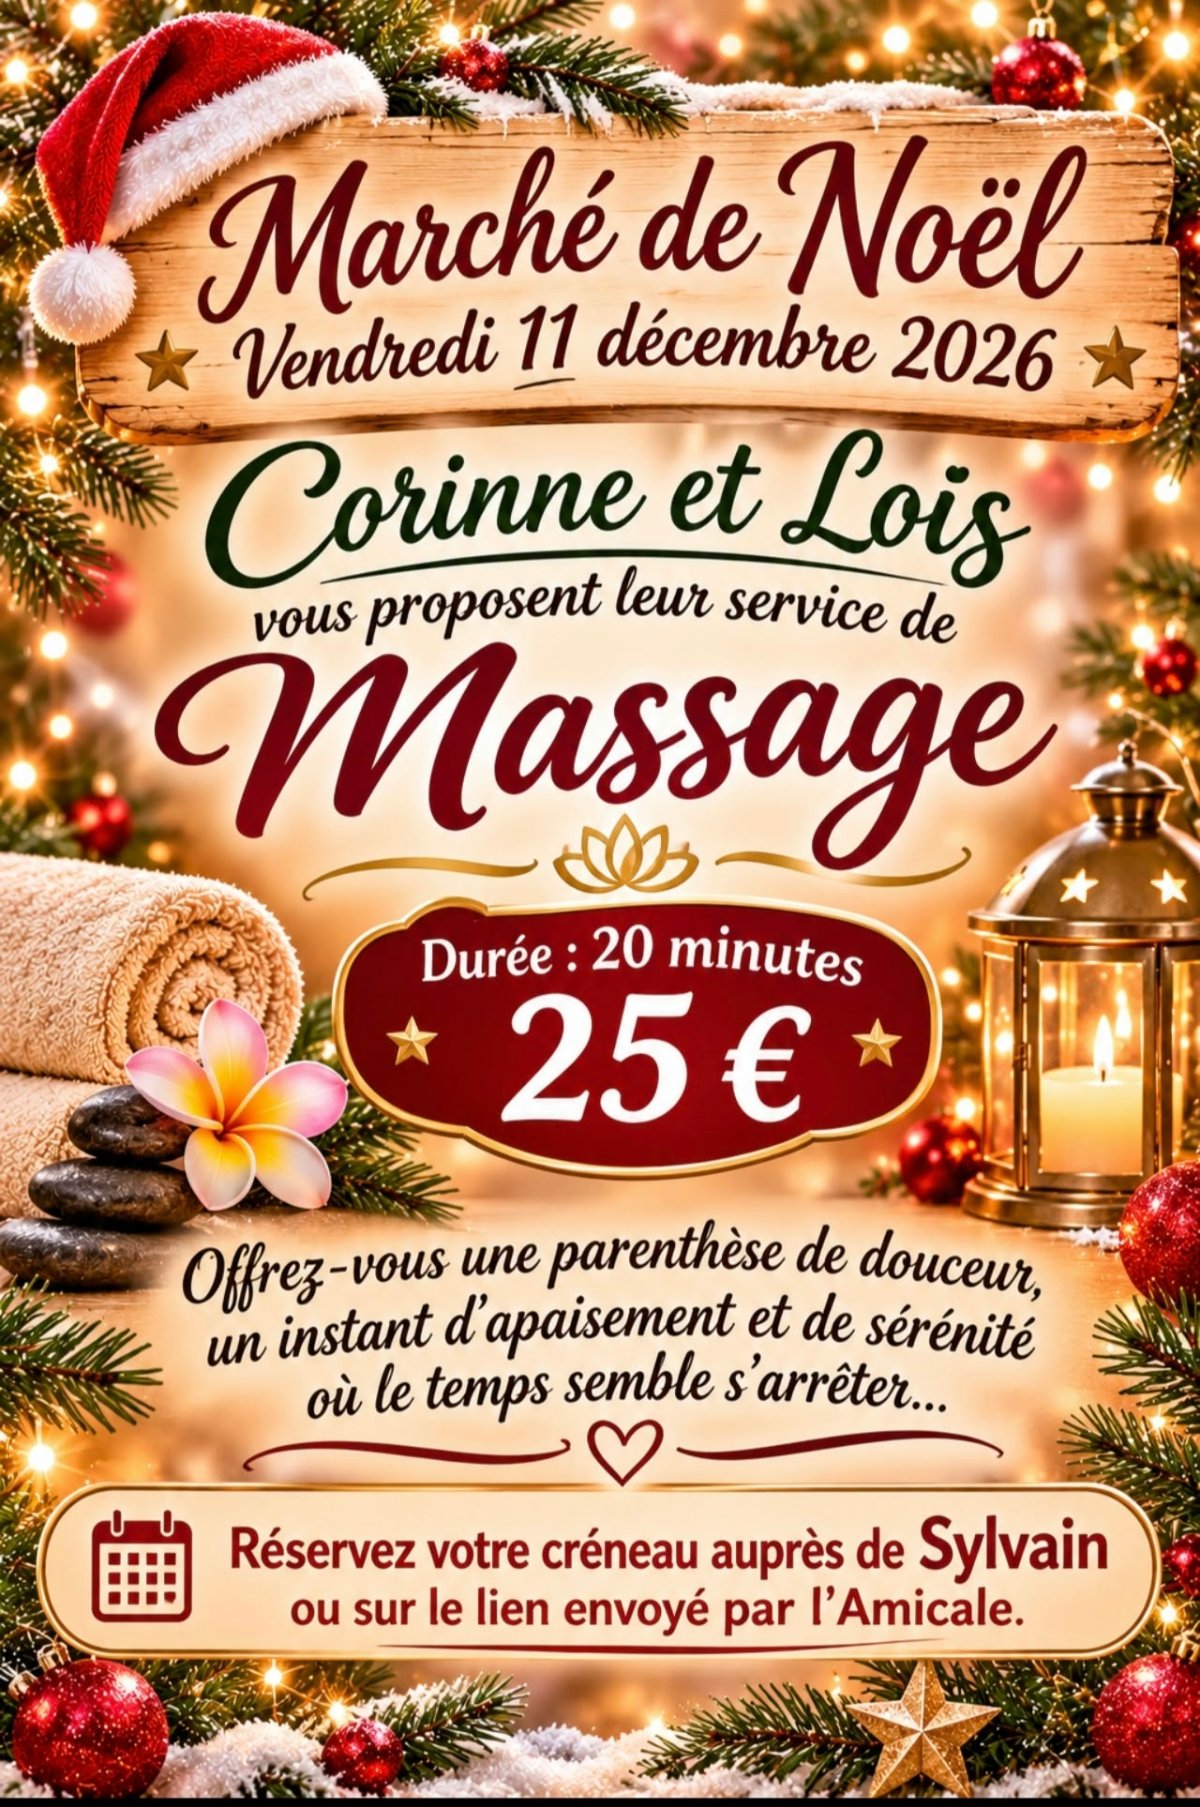 Marché de Noël
Vendredi 11 décembre 2026
Corinne et Lois
vous proposent leur service de
Massage
Durée : 20 minutes
25 €
Offrez-vous une parenthèse de douceur,
un instant d'apaisement et de sérénité
où le temps semble s'arrêter...
Réservez votre créneau auprès de Sylvain
ou sur le lien envoyé par l'Amicale.